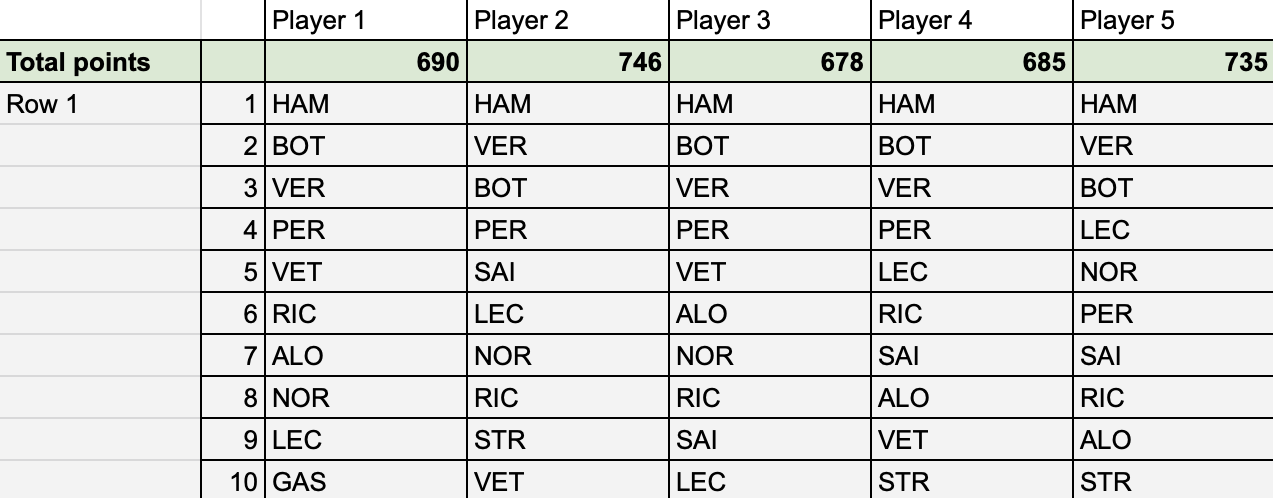 Player 1 Player 2 Player 3 Player 4 Player 5
Total points 690 746 678 685 735
Row 1 1 HAM HAM HAM HAM HAM
2 BOT VER BOT BOT VER
3 VER BOT VER VER BOT
4 PER PER PER PER LEC
5 VET SAI VET LEC NOR
6 RIC LEC ALO RIC PER
7 ALO NOR NOR SAI SAI
8 NOR RIC RIC ALO RIC
9 LEC STR SAI VET ALO
10 GAS VET LEC STR STR